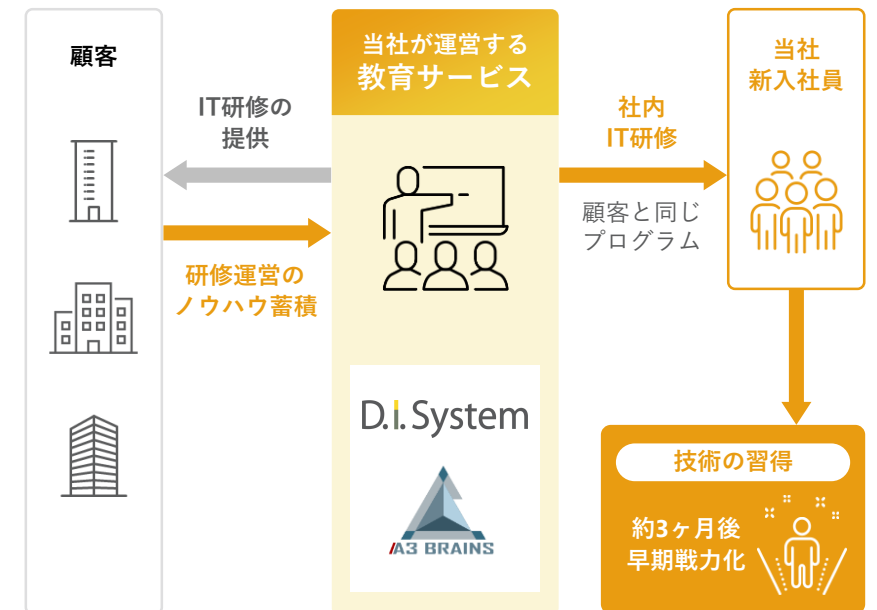 顧客
IT研修の
提供
研修運営の
ノウハウ蓄積
当社が運営する
教育サービス
D.i.System
A3 BRAINS
社内
IT研修
顧客と同じ
プログラム
当社
新入社員
技術の習得
約3ヶ月後
早期戦力化